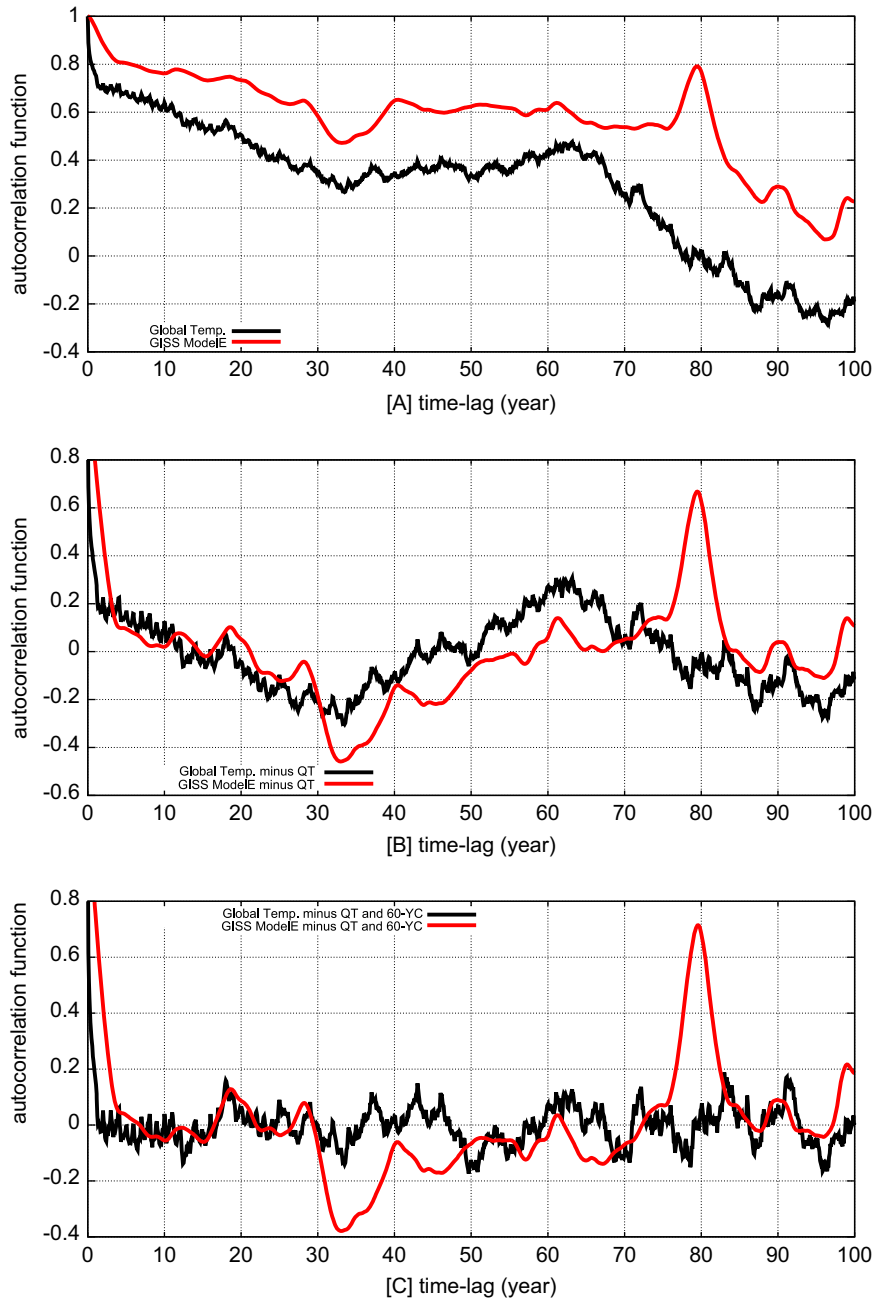 1
0.8
0.6
0.4
0.2
0
-0.2
-0.4
autocorrelation function
Global Temp.
GISS ModelE
0 10 20 30 40 50 60 70 80 90 100
[A] time-lag (year)
0.8
0.6
0.4
0.2
0
-0.2
-0.4
-0.6
autocorrelation function
Global Temp. minus QT
GISS ModelE minus QT
0 10 20 30 40 50 60 70 80 90 100
[B] time-lag (year)
0.8
0.6
0.4
0.2
0
-0.2
-0.4
autocorrelation function
Global Temp. minus QT and 60-YC
GISS ModelE minus QT and 60-YC
0 10 20 30 40 50 60 70 80 90 100
[C] time-lag (year)